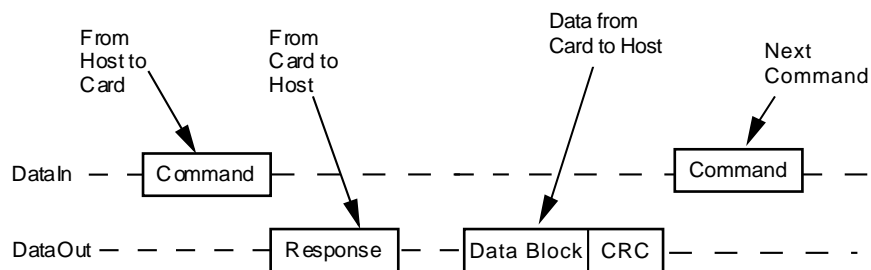 From
Host to
Card
From
Card to
Host
Data from
Card to Host
Next
Command
DataIn
Command
Command
DataOut
Response
Data Block
CRC